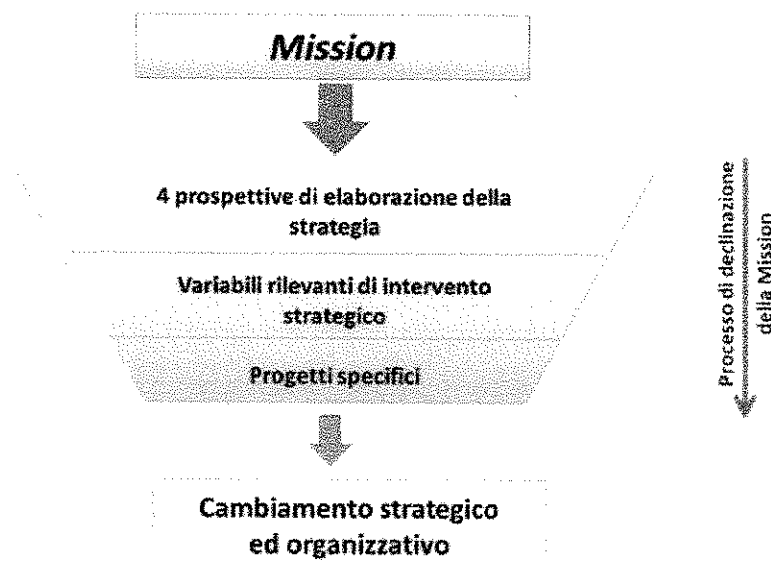 Mission
4 prospettive di elaborazione della
strategia
Variabili rilevanti di intervento
strategico
Progetti specifici
Cambiamento strategico
ed organizzativo
Processo di declinazione
della Mission